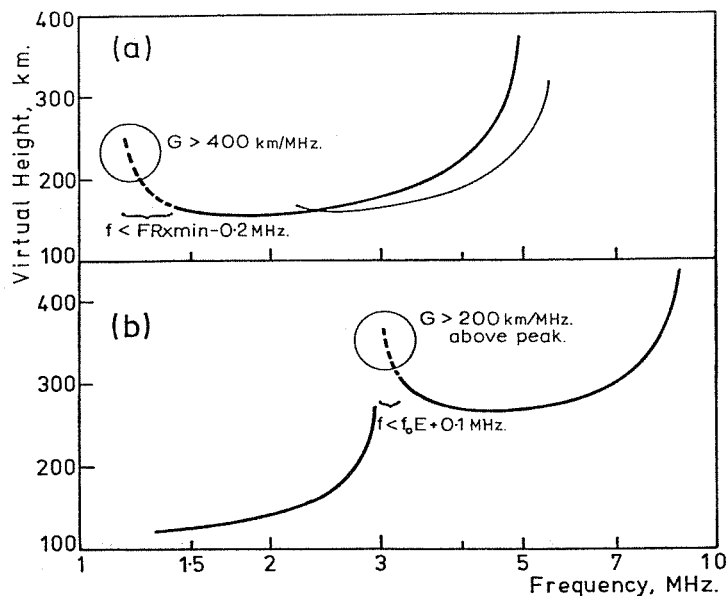 Virtual Height, km.
400
300
200
100
(a)
G > 400 km/MHz.
f < FRxmin-0·2 MHz.
400
300
200
100
(b)
G > 200 km/MHz.
above peak.
f<f₀E+0·1 MHz.
1
1·5
2
3
5
7
10
Frequency, MHz.